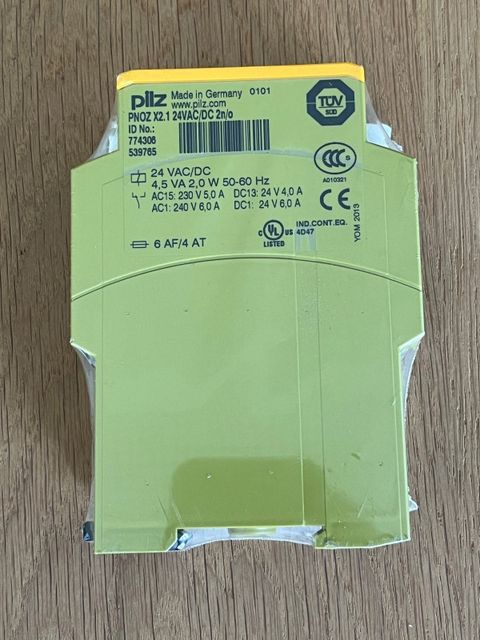 pilz Made in Germany 0101
www.pilz.com
PNOZ X2.1 24VAC/DC 2n/o
ID No.:
774306
539765
TÜV
SÜD
24 VAC/DC
4,5 VA 2,0 W 50-60 Hz
AC15: 230 V 5,0 A DC13: 24 V 4,0 A
AC1: 240 V 6,0 A DC1: 24 V 6,0 A
CCC S
A010321
CE
YOM 2013
C UL US LISTED
IND.CONT.EQ.
4D47
6 AF/4 AT